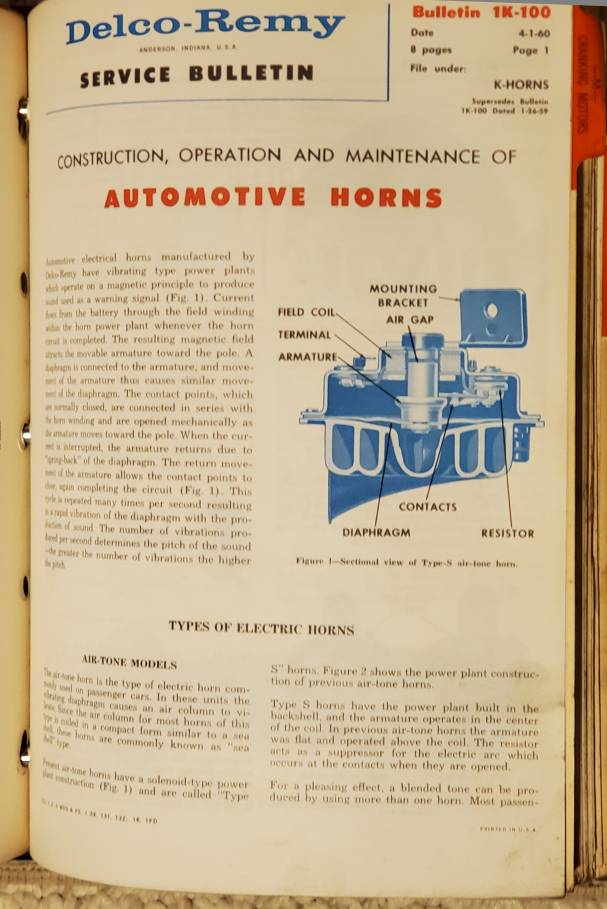 Delco-Remy
ANDERSON, INDIANA, U.S.A.
SERVICE BULLETIN
Bulletin 1K-100
Date 4-1-60
8 pages Page 1
File under:
K-HORNS
Supersedes Bulletin
1K-100 Dated 1-26-59
CRANKING MOTORS
CONSTRUCTION, OPERATION AND MAINTENANCE OF
AUTOMOTIVE HORNS
Automotive electrical horns manufactured by
Delco-Remy have vibrating type power plants
which operate on a magnetic principle to produce
sound used as a warning signal (Fig. 1). Current
flows from the battery through the field winding
within the horn power plant whenever the horn
circuit is completed. The resulting magnetic field
attracts the movable armature toward the pole. A
diaphragm is connected to the armature, and move-
ment of the armature thus causes similar move-
ment of the diaphragm. The contact points, which
are normally closed, are connected in series with
the horn winding and are opened mechanically as
the armature moves toward the pole. When the cur-
rent is interrupted, the armature returns due to
"spring-back" of the diaphragm. The return move-
ment of the armature allows the contact points to
close, again completing the circuit (Fig. 1). This
cycle is repeated many times per second resulting
in a rapid vibration of the diaphragm with the pro-
duction of sound. The number of vibrations pro-
duced per second determines the pitch of the sound
—the greater the number of vibrations the higher
the pitch.
MOUNTING
BRACKET
FIELD COIL
AIR GAP
TERMINAL
ARMATURE
CONTACTS
DIAPHRAGM
RESISTOR
Figure 1—Sectional view of Type-S air-tone horn.
TYPES OF ELECTRIC HORNS
AIR-TONE MODELS
The air-tone horn is the type of electric horn com-
monly used on passenger cars. In these units the
vibrating diaphragm causes an air column to vi-
brate. Since the air column for most horns of this
type is coiled in a compact form similar to a sea
shell, these horns are commonly known as "sea
shell" type.
Present air-tone horns have a solenoid-type power
plant construction (Fig. 1) and are called "Type
S" horns. Figure 2 shows the power plant construc-
tion of previous air-tone horns.
Type S horns have the power plant built in the
backshell, and the armature operates in the center
of the coil. In previous air-tone horns the armature
was flat and operated above the coil. The resistor
acts as a suppressor for the electric arc which
occurs at the contacts when they are opened.
For a pleasing effect, a blended tone can be pro-
duced by using more than one horn. Most passen-
PRINTED IN U.S.A.